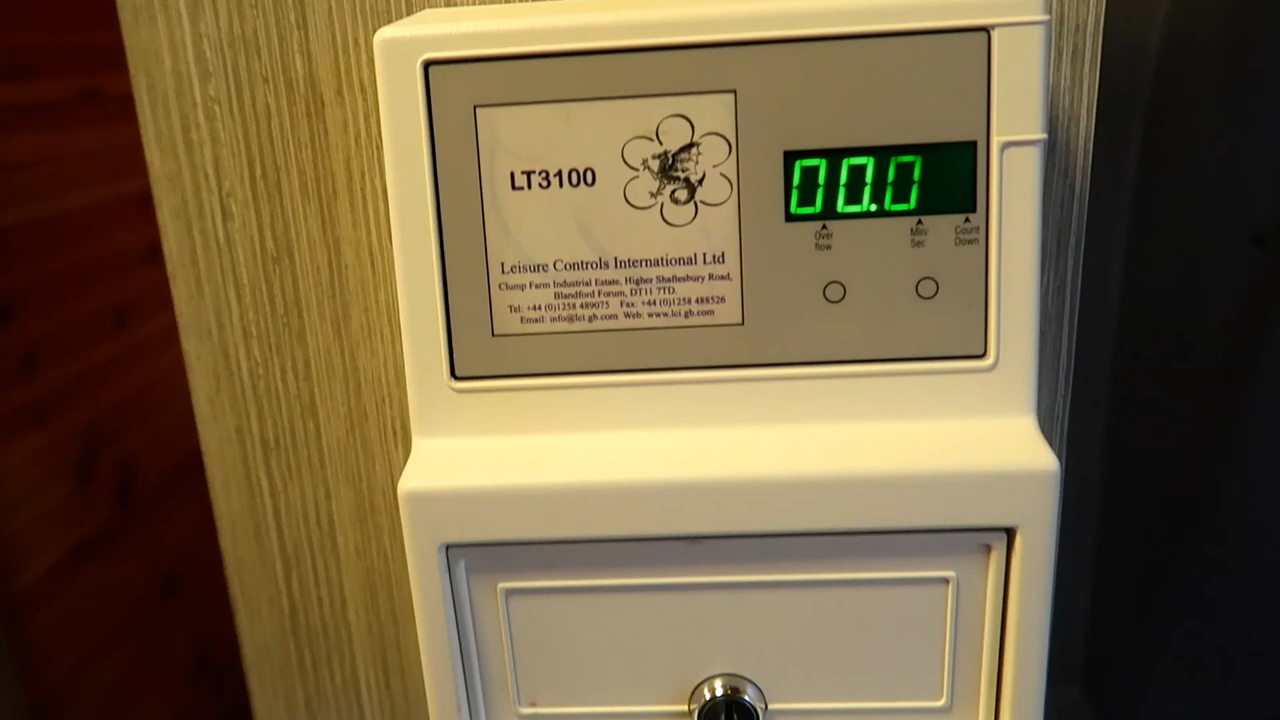 LT3100
Leisure Controls International Ltd
Clump Farm Industrial Estate, Higher Shaftesbury Road,
Blandford Forum, DT11 7TD.
Tel: +44 (0)1258 489075 Fax: +44 (0)1258 488526
Email: info@lci.gb.com Web: www.lci.gb.com
00.0
Over
flow
Min/
Sec
Count
Down